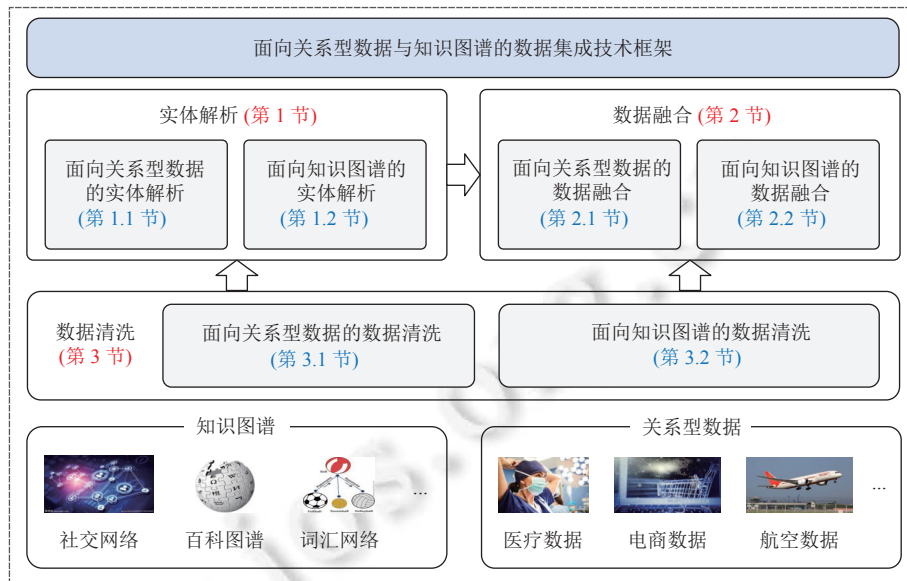 面向关系型数据与知识图谱的数据集成技术框架
实体解析 (第 1 节)
面向关系型数据
的实体解析
(第 1.1 节)
面向知识图谱的
实体解析
(第 1.2 节)
数据融合 (第 2 节)
面向关系型数据的
数据融合
(第 2.1 节)
面向知识图谱的
数据融合
(第 2.2 节)
数据清洗
(第 3 节)
面向关系型数据的数据清洗
(第 3.1 节)
面向知识图谱的数据清洗
(第 3.2 节)
知识图谱
社交网络
百科图谱
词汇网络
...
关系型数据
医疗数据
电商数据
航空数据
...